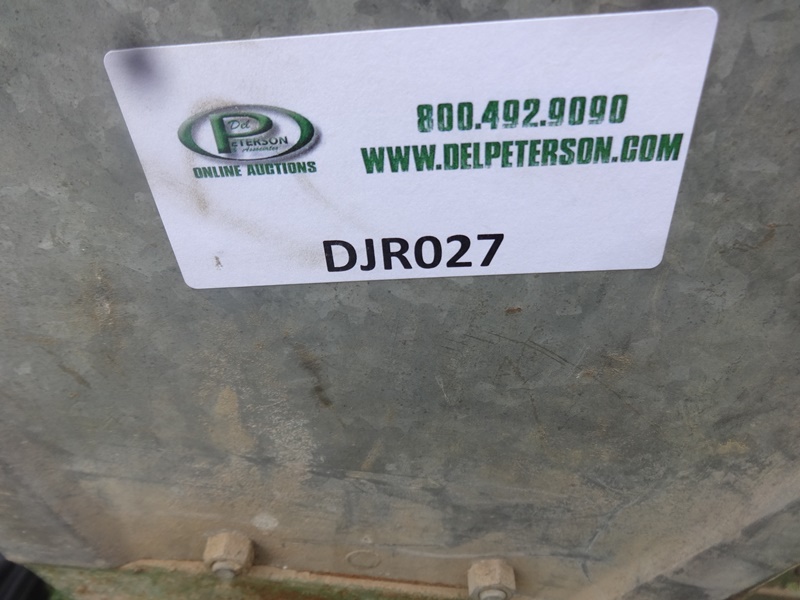 Del
PETERSON
& Associates
ONLINE AUCTIONS
800.492.9090
WWW.DELPETERSON.COM
DJR027